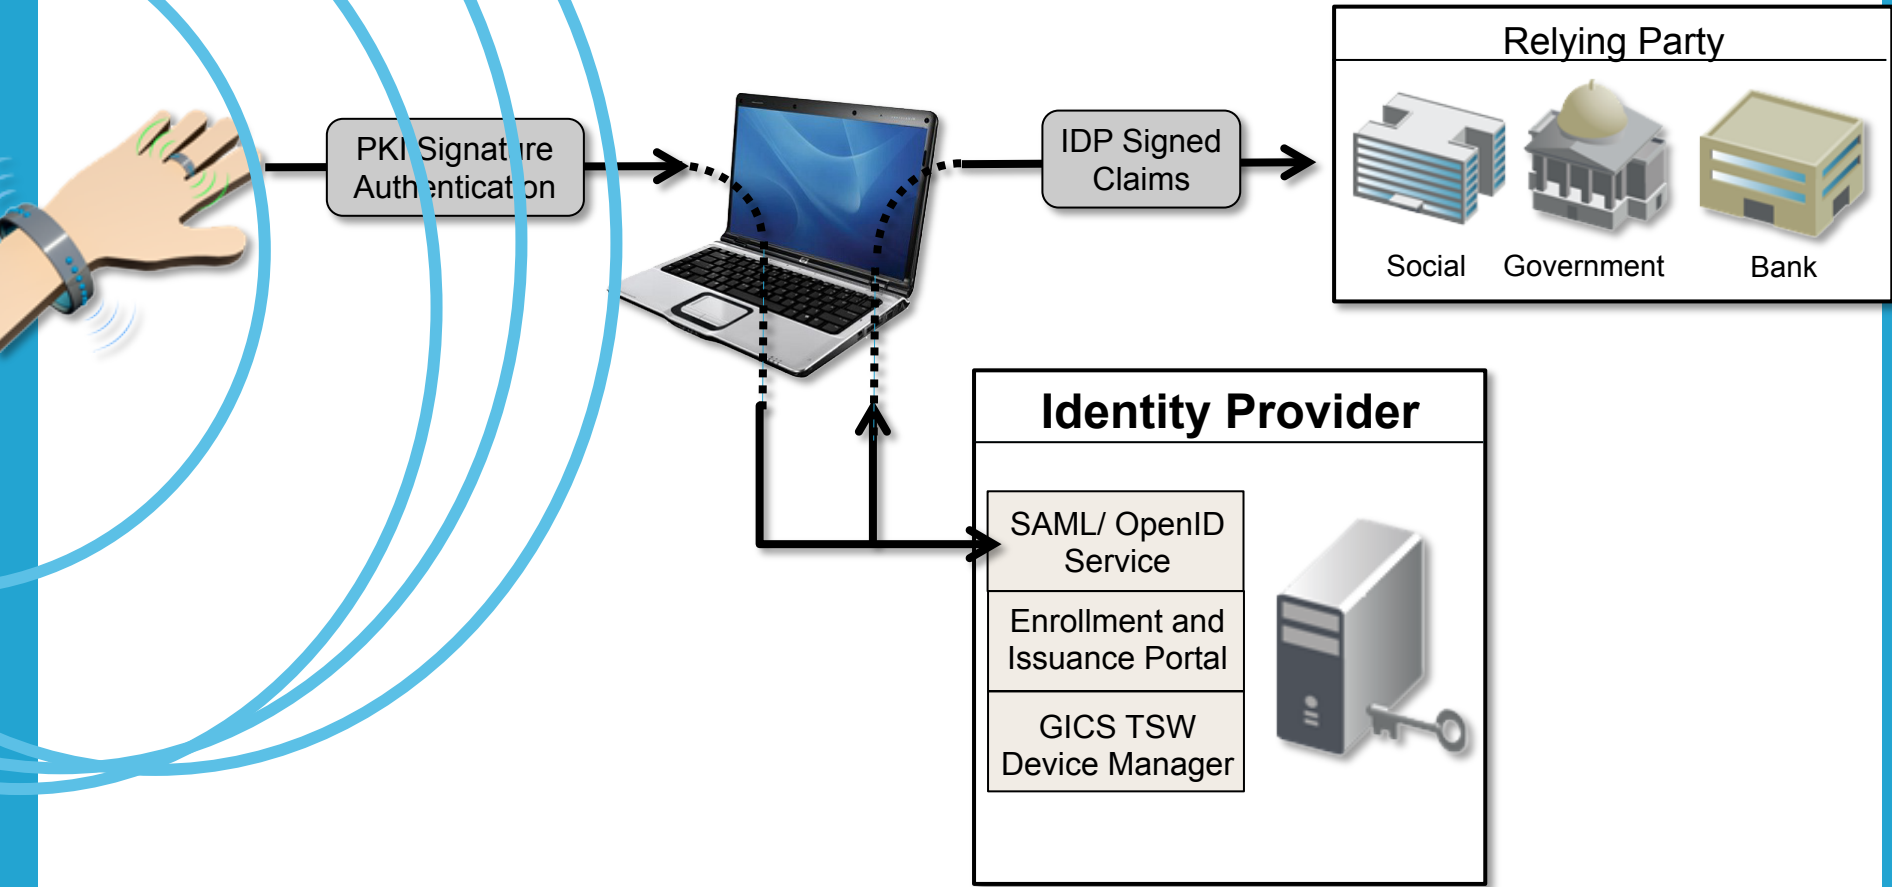 Relying Party
PKI Signature
Authentication
IDP Signed
Claims
Social
Government
Bank
Identity Provider
SAML/ OpenID
Service
Enrollment and
Issuance Portal
GICS TSW
Device Manager